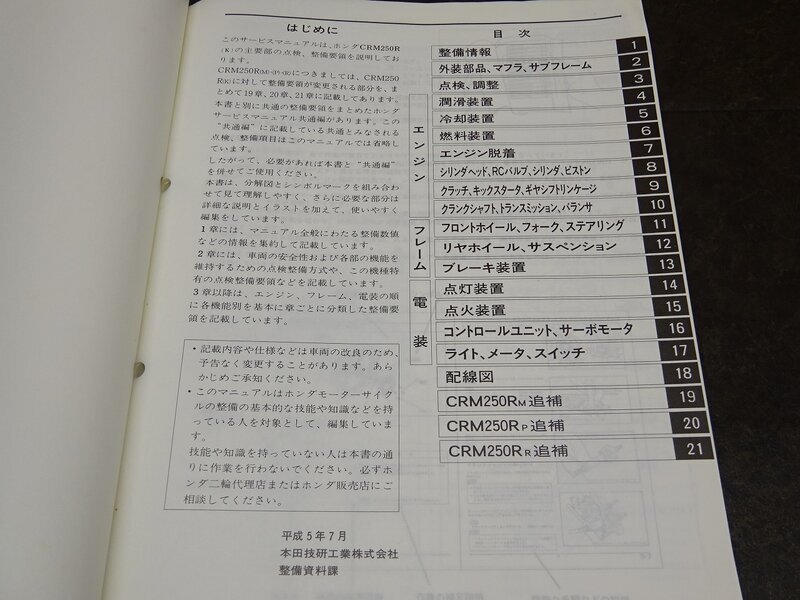 はじめに
このサービスマニュアルは、ホンダCRM250R
(K)の主要部の点検、整備要領を説明してお
ります。
CRM250R(M)･(P)･(R)につきましては、CRM250
R(K)に対して整備要領が変更される部分を、ま
とめて19章、20章、21章に記載してあります。
本書と別に共通の整備要領をまとめたホンダ
サービスマニュアル共通編があります。この
“共通編”に記載している共通とみなされる
点検、整備項目はこのマニュアルでは省略し
ています。
したがって、必要があれば本書と“共通編”
を併せてご使用ください。
本書は、分解図とシンボルマークを組み合わ
せて見て理解しやすく、さらに必要な部分は
詳細な説明とイラストを加えて、使いやすく
編集をしています。
1章には、マニュアル全般にわたる整備数値
などの情報を集約して記載しています。
2章には、車両の安全性および各部の機能を
維持するための点検整備方式や、この機種特
有の点検整備要領などを記載しています。
3章以降は、エンジン、フレーム、電装の順
に各機能別を基本に章ごとに分類した整備要
領を記載しています。
・記載内容や仕様などは車両の改良のため、
予告なく変更することがあります。あら
かじめご承知ください。
・このマニュアルはホンダモーターサイク
ルの整備の基本的な技能や知識などを持
っている人を対象として、編集していま
す。
技能や知識を持っていない人は本書の通
りに作業を行わないでください。必ずホ
ンダ二輪代理店またはホンダ販売店にご
相談してください。
平成5年7月
本田技研工業株式会社
整備資料課
目 次
整備情報 1
外装部品、マフラ、サブフレーム 2
点検、調整 3
エンジン
潤滑装置 4
冷却装置 5
燃料装置 6
エンジン脱着 7
シリンダヘッド、RCバルブ、シリンダ、ピストン 8
クラッチ、キックスタータ、ギヤシフトリンケージ 9
クランクシャフト、トランスミッション、バランサ 10
フレーム
フロントホイール、フォーク、ステアリング 11
リヤホイール、サスペンション 12
ブレーキ装置 13
電装
点灯装置 14
点火装置 15
コントロールユニット、サーボモータ 16
ライト、メータ、スイッチ 17
配線図 18
CRM250RM追補 19
CRM250RP追補 20
CRM250RR追補 21